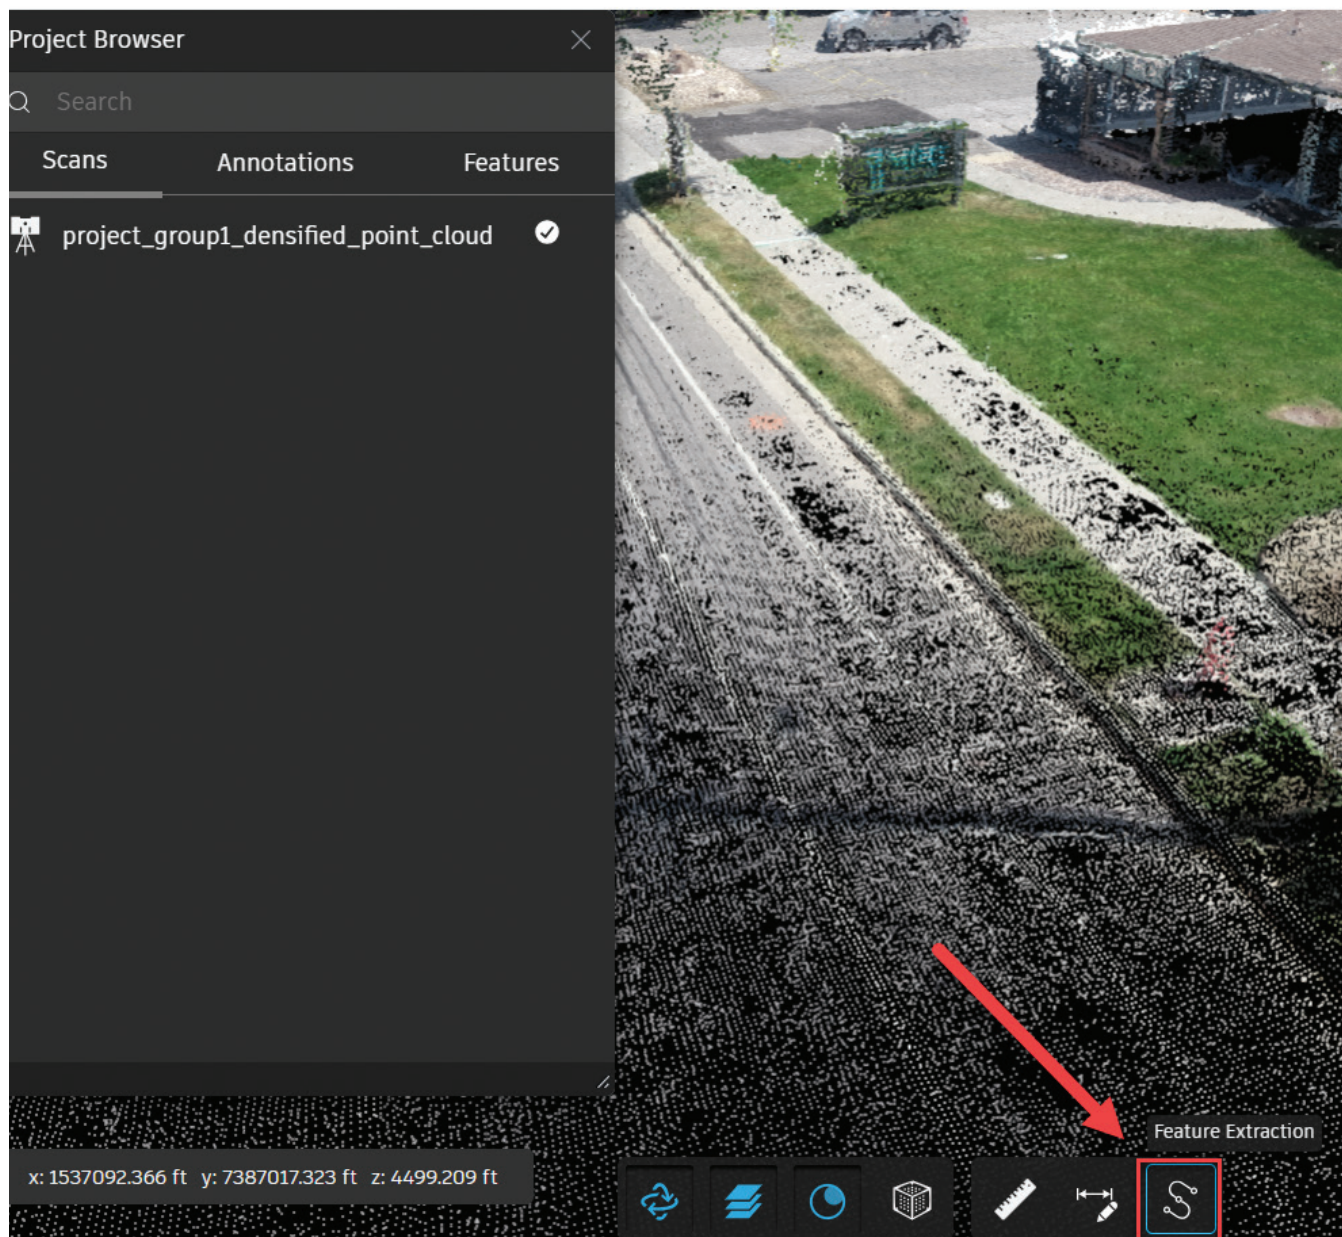 Project Browser
Search
Scans Annotations Features
project_group1_densified_point_cloud
Feature Extraction
x: 1537092.366 ft y: 7387017.323 ft z: 4499.209 ft